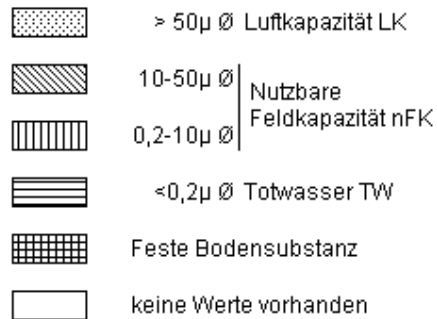 > 50µ Ø Luftkapazität LK
10-50µ Ø
Nutzbare
Feldkapazität nFK
0,2-10µ Ø
<0,2µ Ø Totwasser TW
Feste Bodensubstanz
keine Werte vorhanden